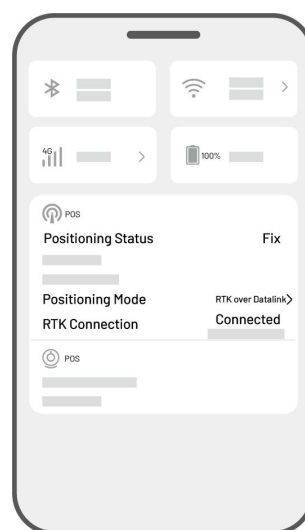 4G
100%
POS
Positioning Status Fix
Positioning Mode RTK over Datalink
RTK Connection Connected
POS